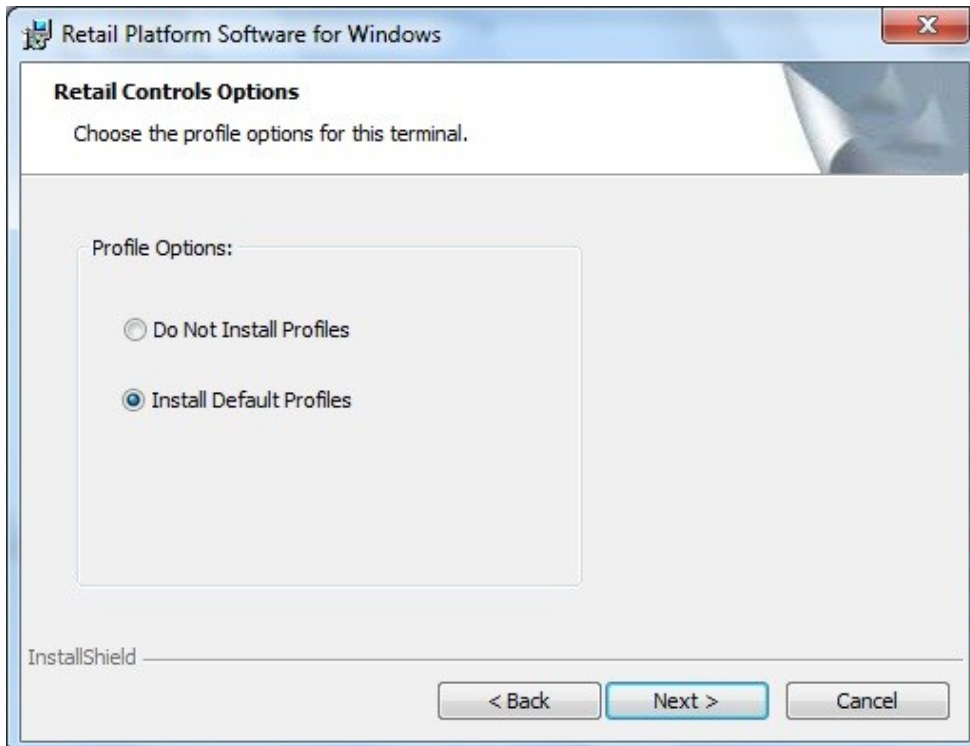 Retail Platform Software for Windows
Retail Controls Options
Choose the profile options for this terminal.
Profile Options:
Do Not Install Profiles
Install Default Profiles
InstallShield
< Back Next > Cancel